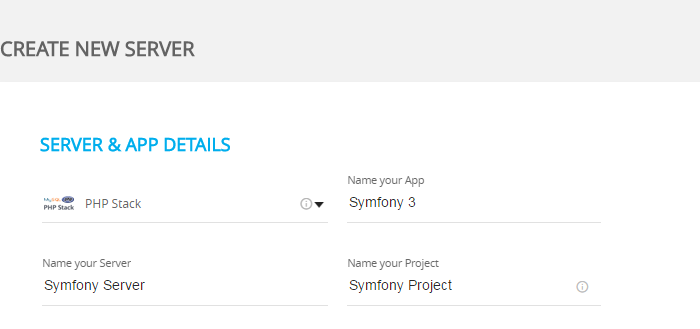 CREATE NEW SERVER
SERVER & APP DETAILS
Name your App
MySQL php
PHP Stack
PHP Stack
Symfony 3
Name your Server
Name your Project
Symfony Server
Symfony Project